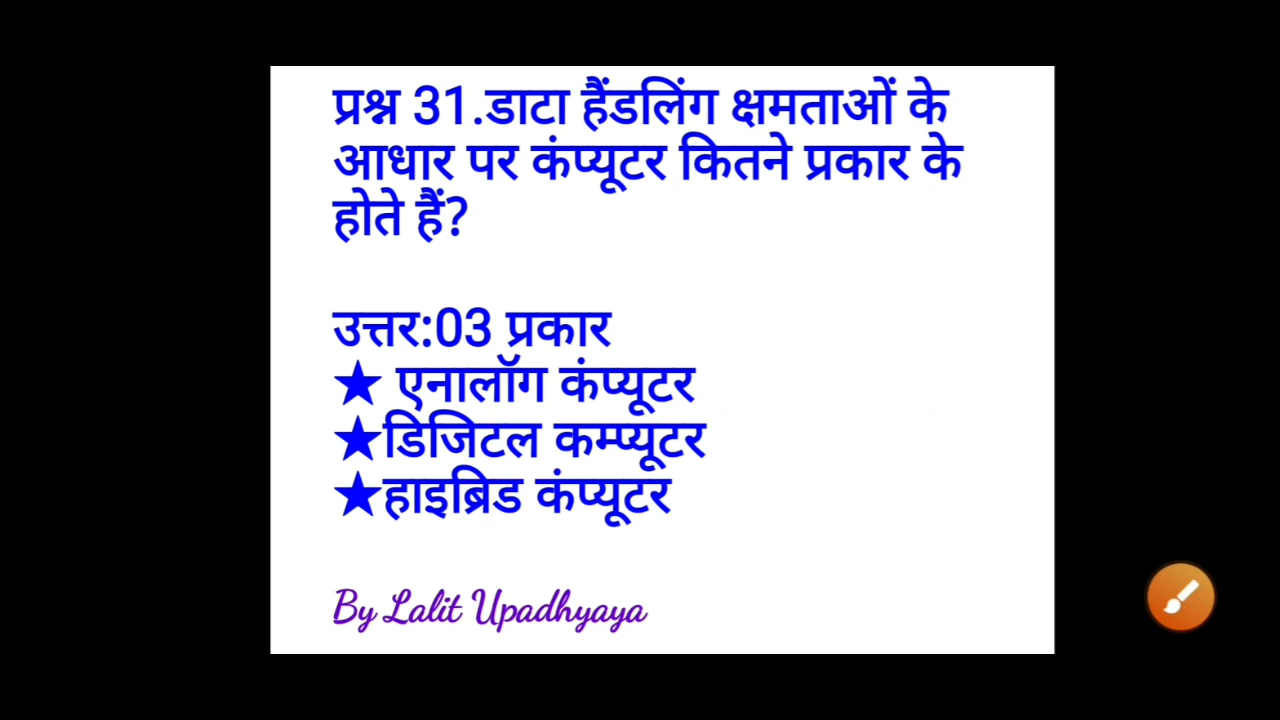 प्रश्न 31.डाटा हैंडलिंग क्षमताओं के
आधार पर कंप्यूटर कितने प्रकार के
होते हैं?
उत्तर:03 प्रकार
★ एनालॉग कंप्यूटर
★डिजिटल कम्प्यूटर
★हाइब्रिड कंप्यूटर
By Lalit Upadhyaya